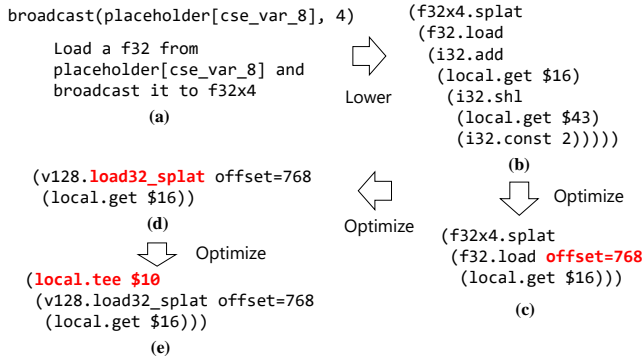 broadcast(placeholder[cse_var_8], 4)
Load a f32 from
placeholder[cse_var_8] and
broadcast it to f32x4
(a)
Lower
(f32x4.splat
(f32.load
(i32.add
(local.get $16)
(i32.shl
(local.get $43)
(i32.const 2)))))
(b)
Optimize
(f32x4.splat
(f32.load offset=768
(local.get $16)))
(c)
Optimize
(v128.load32_splat offset=768
(local.get $16))
(d)
Optimize
(local.tee $10
(v128.load32_splat offset=768
(local.get $16)))
(e)